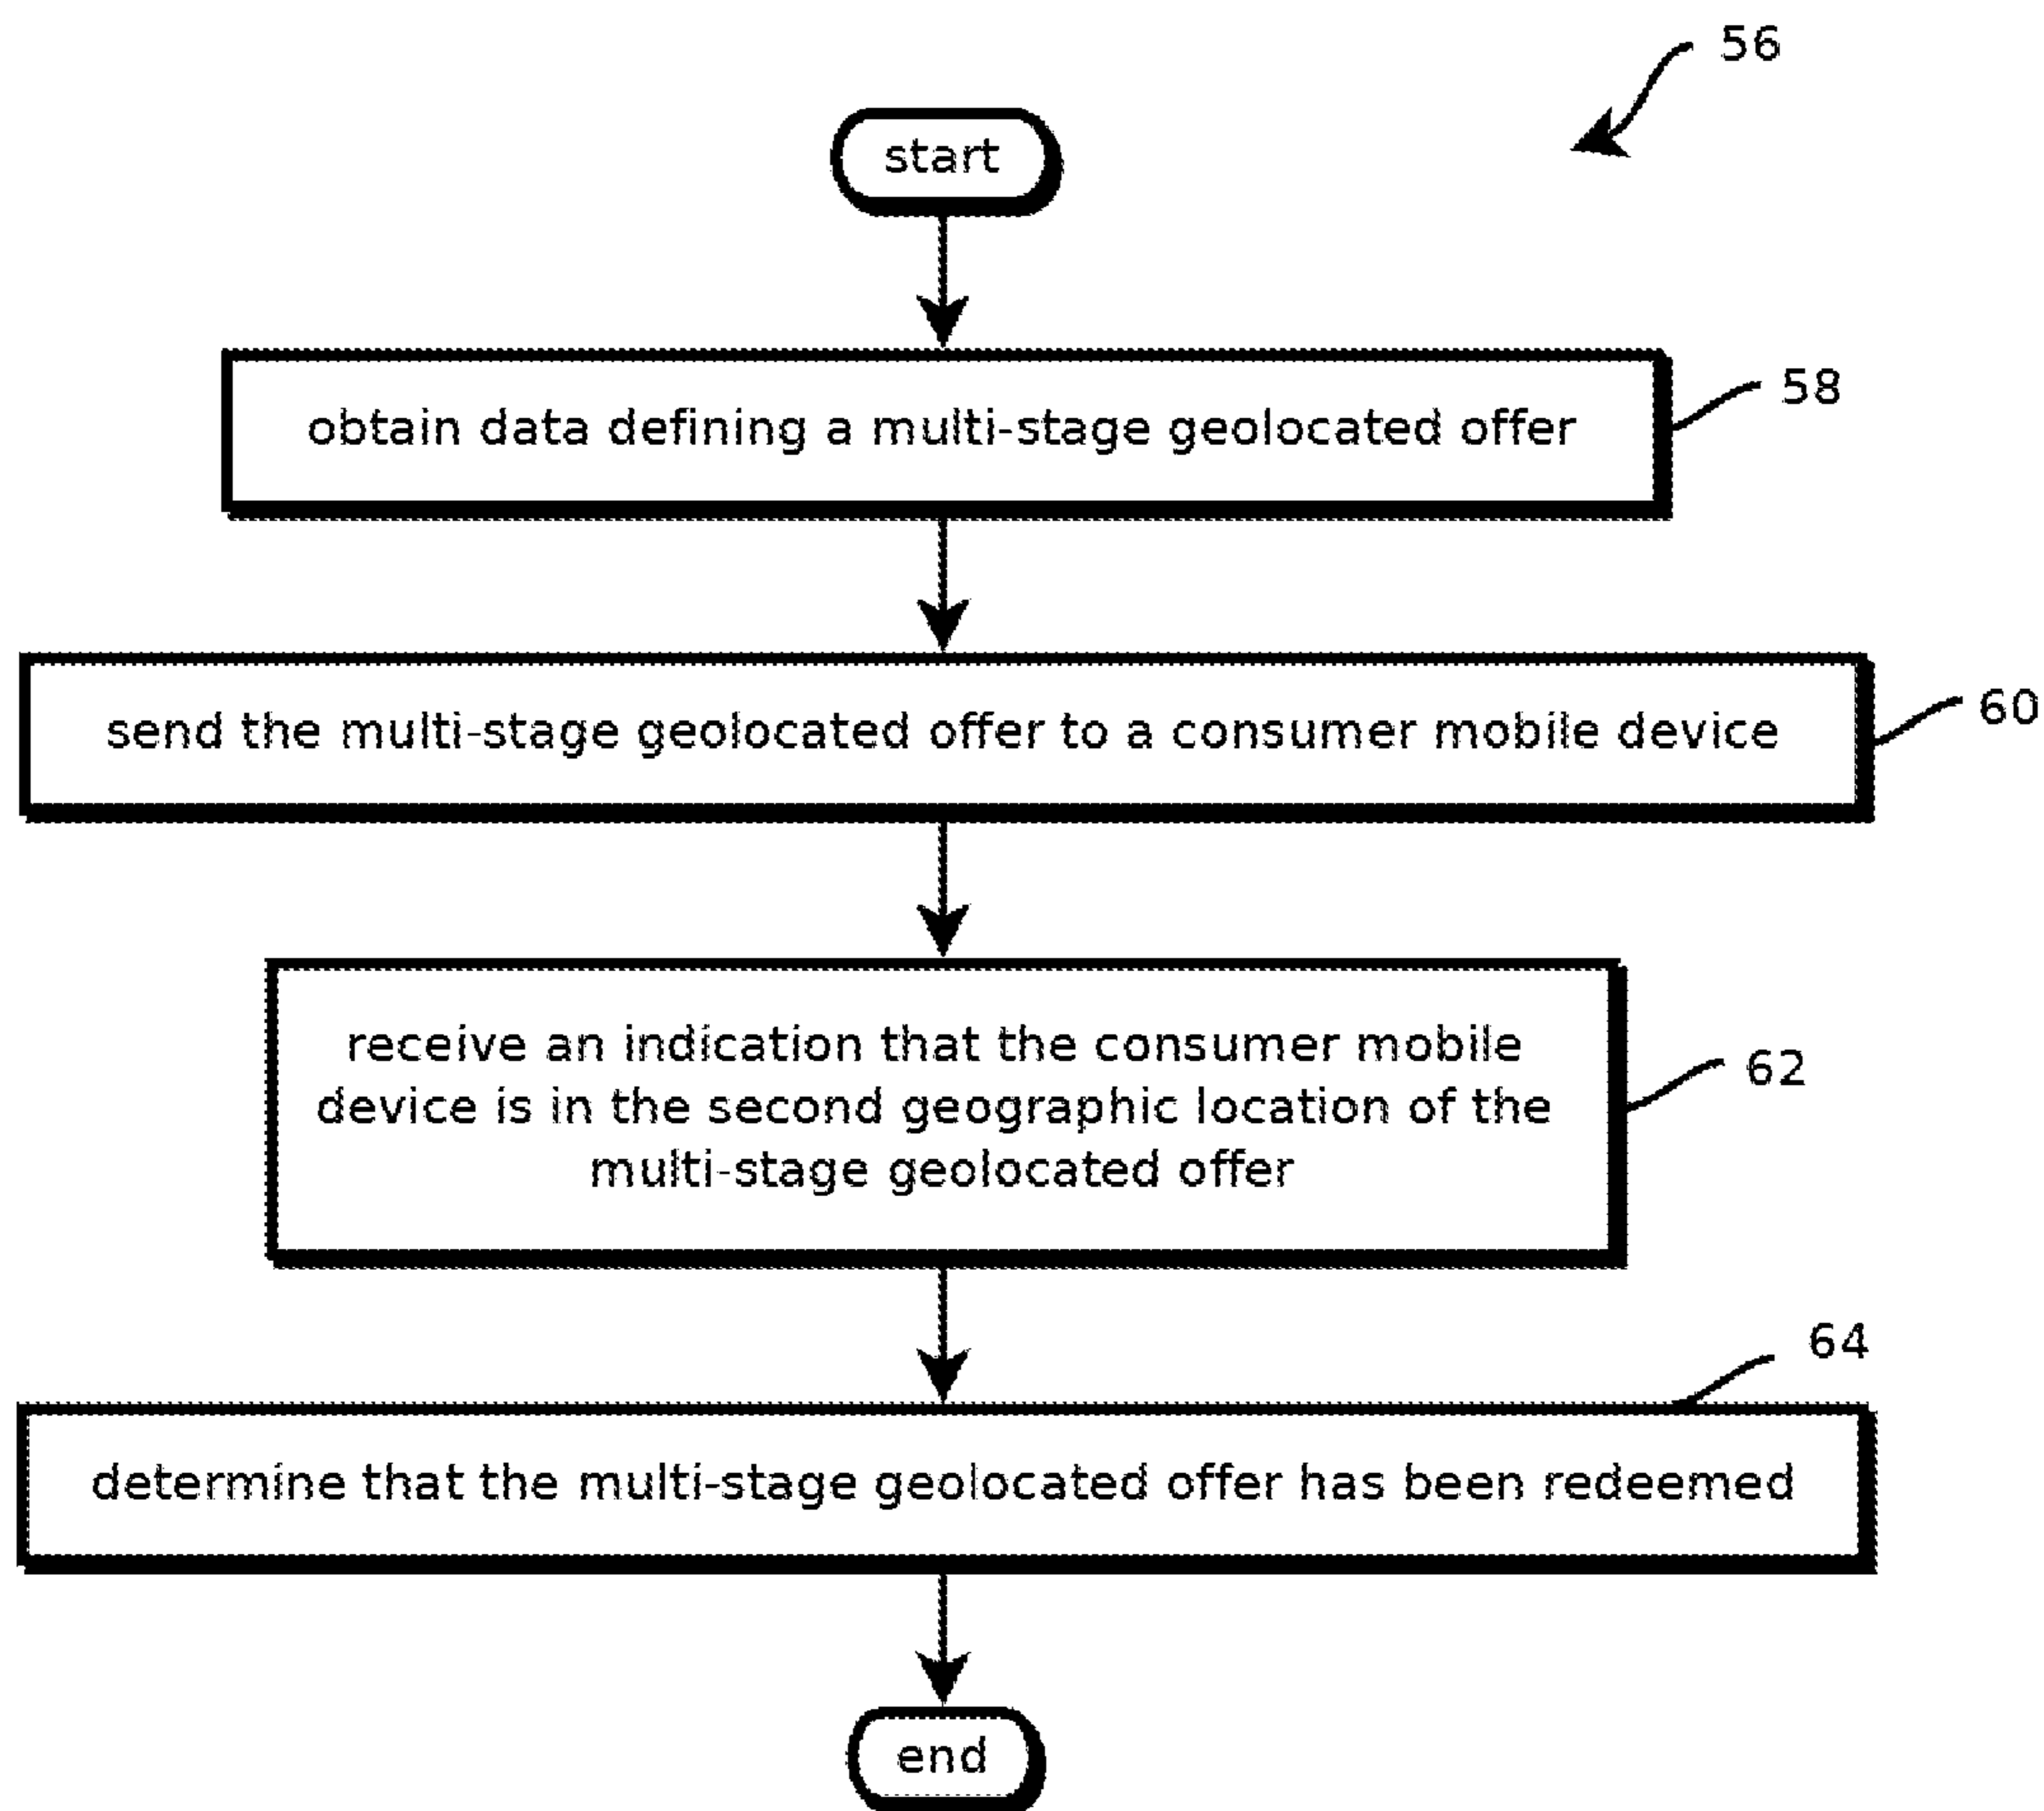 56
start
obtain data defining a multi-stage geolocated offer
58
send the multi-stage geolocated offer to a consumer mobile device
60
receive an indication that the consumer mobile
device is in the second geographic location of the
multi-stage geolocated offer
62
64
determine that the multi-stage geolocated offer has been redeemed
end